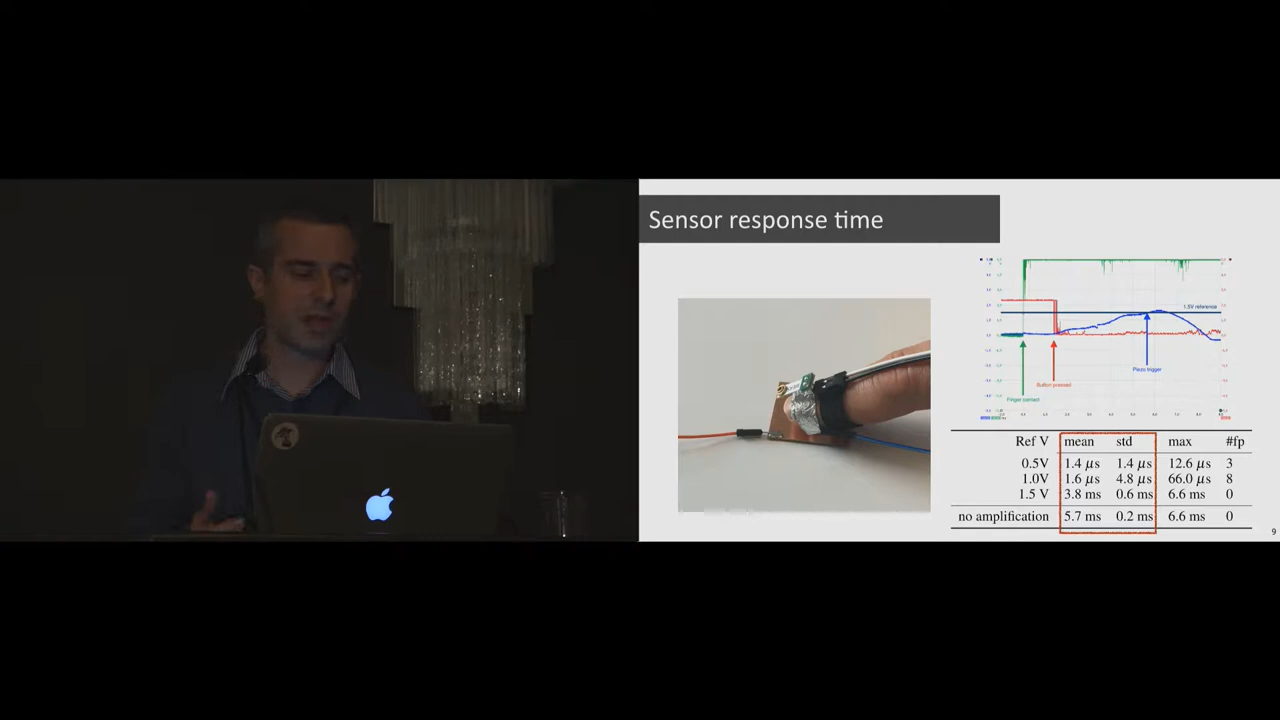 Sensor response time
1.5V reference
Piezo trigger
Button pressed
Finger contact
Ref V mean std max #fp
0.5V 1.4 µs 1.4 µs 12.6 µs 3
1.0V 1.6 µs 4.8 µs 66.0 µs 8
1.5 V 3.8 ms 0.6 ms 6.6 ms 0
no amplification 5.7 ms 0.2 ms 6.6 ms 0
9